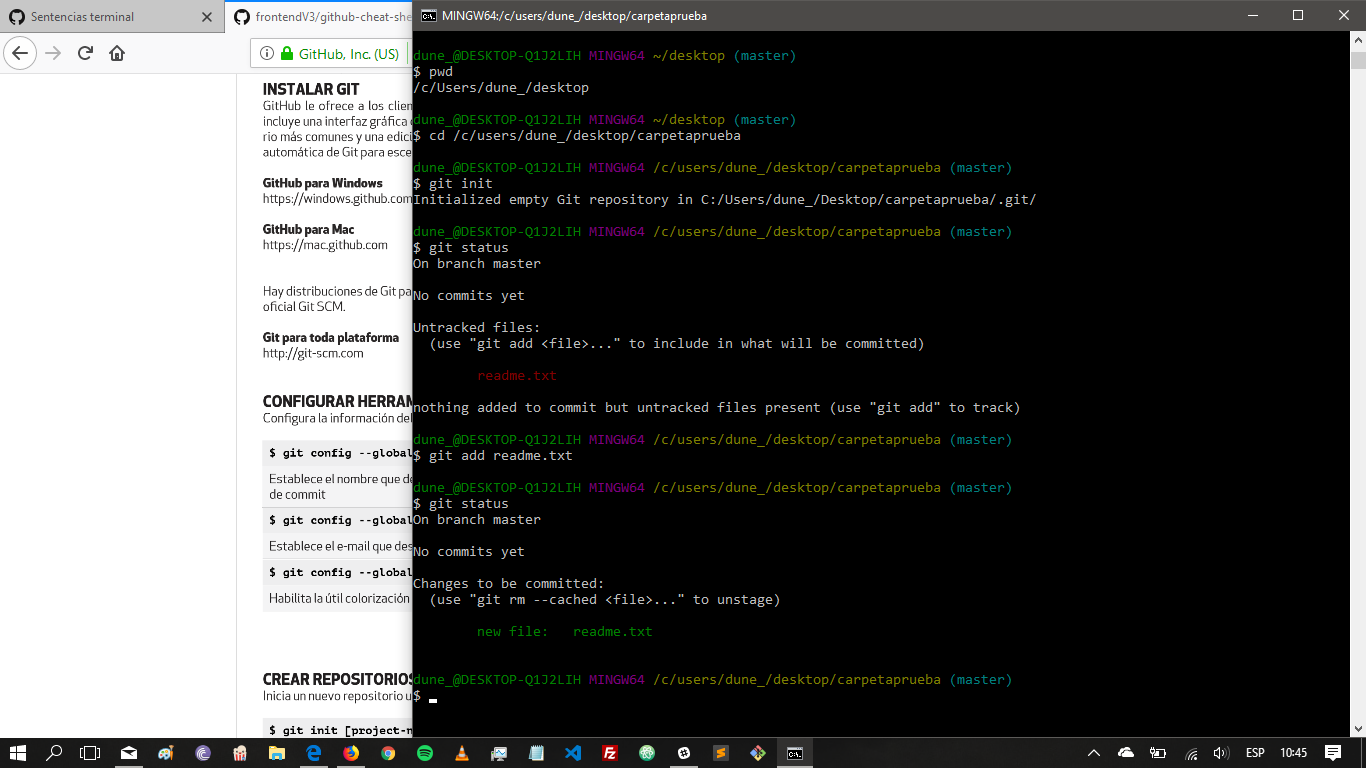 Sentencias terminal
frontendV3/github-cheat-she
GitHub, Inc. (US)
INSTALAR GIT
GitHub le ofrece a los clien
incluye una interfaz gráfica
rio más comunes y una edici
automática de Git para esce
GitHub para Windows
https://windows.github.com
GitHub para Mac
https://mac.github.com
Hay distribuciones de Git pa
oficial Git SCM.
Git para toda plataforma
http://git-scm.com
CONFIGURAR HERRAM
Configura la información del
$ git config --global
Establece el nombre que de
de commit
$ git config --global
Establece el e-mail que des
$ git config --global
Habilita la útil colorización
CREAR REPOSITORIOS
Inicia un nuevo repositorio u
$ git init [project-n
MINGW64:/c/users/dune_/desktop/carpetaprueba
dune_@DESKTOP-Q1J2LIH MINGW64 ~/desktop (master)
$ pwd
/c/Users/dune_/desktop
dune_@DESKTOP-Q1J2LIH MINGW64 ~/desktop (master)
$ cd /c/users/dune_/desktop/carpetaprueba
dune_@DESKTOP-Q1J2LIH MINGW64 /c/users/dune_/desktop/carpetaprueba (master)
$ git init
Initialized empty Git repository in C:/Users/dune_/Desktop/carpetaprueba/.git/
dune_@DESKTOP-Q1J2LIH MINGW64 /c/users/dune_/desktop/carpetaprueba (master)
$ git status
On branch master
No commits yet
Untracked files:
(use "git add <file>..." to include in what will be committed)
readme.txt
nothing added to commit but untracked files present (use "git add" to track)
dune_@DESKTOP-Q1J2LIH MINGW64 /c/users/dune_/desktop/carpetaprueba (master)
$ git add readme.txt
dune_@DESKTOP-Q1J2LIH MINGW64 /c/users/dune_/desktop/carpetaprueba (master)
$ git status
On branch master
No commits yet
Changes to be committed:
(use "git rm --cached <file>..." to unstage)
new file: readme.txt
dune_@DESKTOP-Q1J2LIH MINGW64 /c/users/dune_/desktop/carpetaprueba (master)
$
ESP 10:45